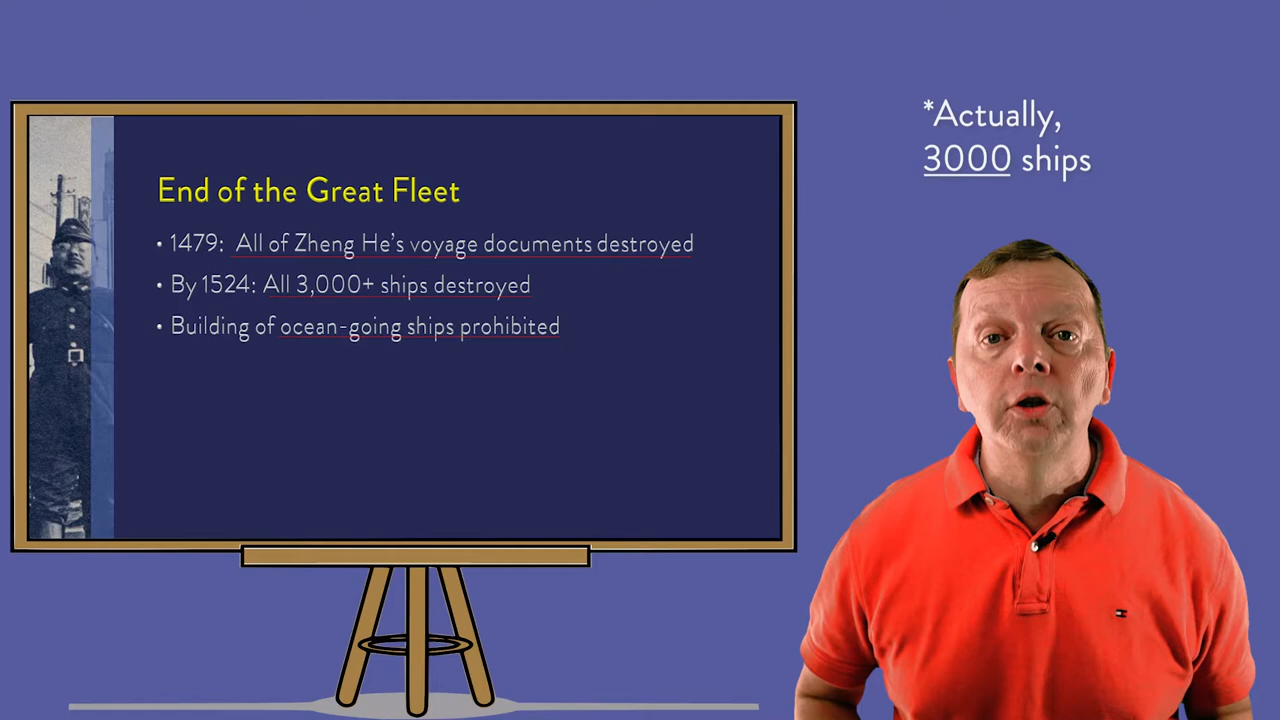 *Actually,
3000 ships
End of the Great Fleet
• 1479: All of Zheng He's voyage documents destroyed
• By 1524: All 3,000+ ships destroyed
• Building of ocean-going ships prohibited